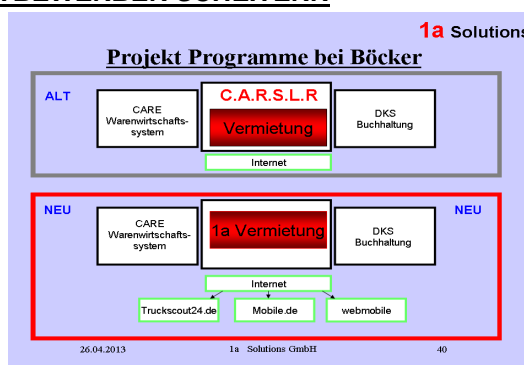 1a Solutions
Projekt Programme bei Böcker
ALT
CARE
Warenwirtschafts-
system
C.A.R.S.L.R
Vermietung
DKS
Buchhaltung
Internet
NEU
NEU
CARE
Warenwirtschafts-
system
1a Vermietung
DKS
Buchhaltung
Internet
Truckscout24.de
Mobile.de
webmobile
26.04.2013
1a Solutions GmbH
40